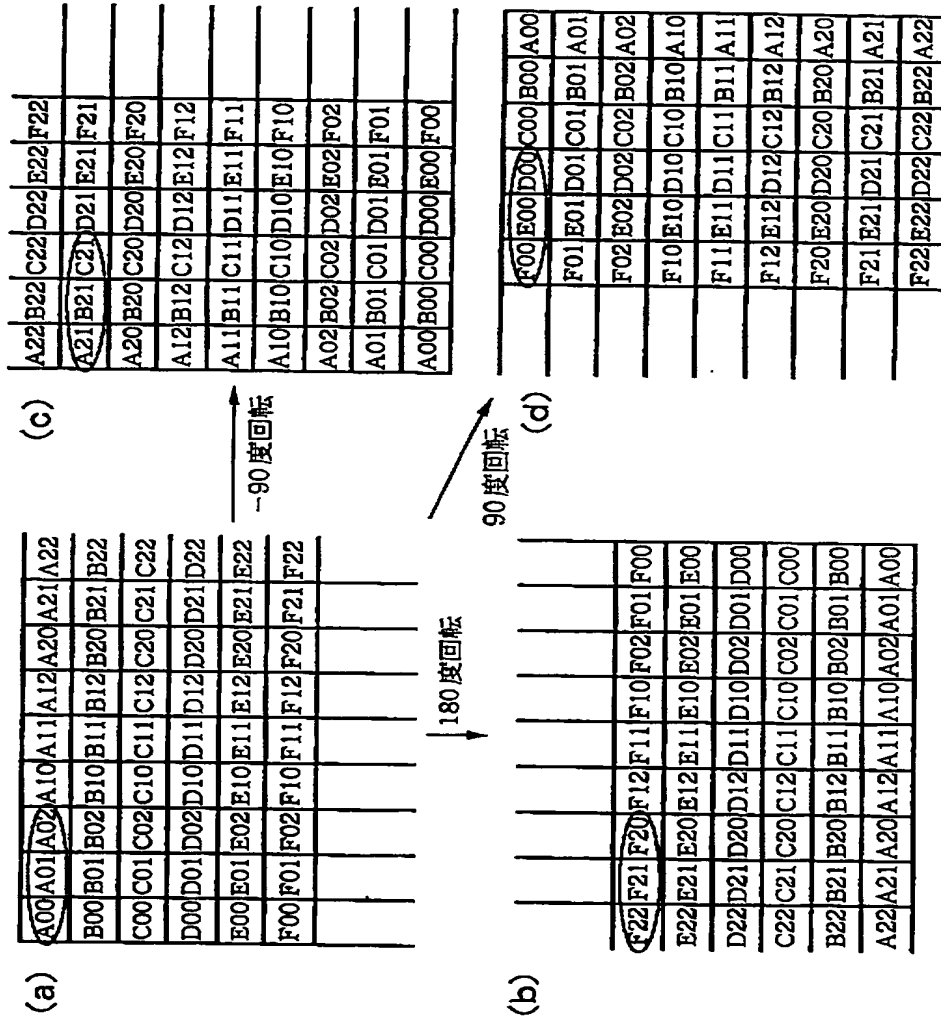 (a)
A00 A01 A02 A10 A11 A12 A20 A21 A22
B00 B01 B02 B10 B11 B12 B20 B21 B22
C00 C01 C02 C10 C11 C12 C20 C21 C22
D00 D01 D02 D10 D11 D12 D20 D21 D22
E00 E01 E02 E10 E11 E12 E20 E21 E22
F00 F01 F02 F10 F11 F12 F20 F21 F22
-90度回転
(c)
A22 B22 C22 D22 E22 F22
A21 B21 C21 D21 E21 F21
A20 B20 C20 D20 E20 F20
A12 B12 C12 D12 E12 F12
A11 B11 C11 D11 E11 F11
A10 B10 C10 D10 E10 F10
A02 B02 C02 D02 E02 F02
A01 B01 C01 D01 E01 F01
A00 B00 C00 D00 E00 F00
180度回転
90度回転
(b)
F22 F21 F20 F12 F11 F10 F02 F01 F00
E22 E21 E20 E12 E11 E10 E02 E01 E00
D22 D21 D20 D12 D11 D10 D02 D01 D00
C22 C21 C20 C12 C11 C10 C02 C01 C00
B22 B21 B20 B12 B11 B10 B02 B01 B00
A22 A21 A20 A12 A11 A10 A02 A01 A00
(d)
F00 E00 D00 C00 B00 A00
F01 E01 D01 C01 B01 A01
F02 E02 D02 C02 B02 A02
F10 E10 D10 C10 B10 A10
F11 E11 D11 C11 B11 A11
F12 E12 D12 C12 B12 A12
F20 E20 D20 C20 B20 A20
F21 E21 D21 C21 B21 A21
F22 E22 D22 C22 B22 A22